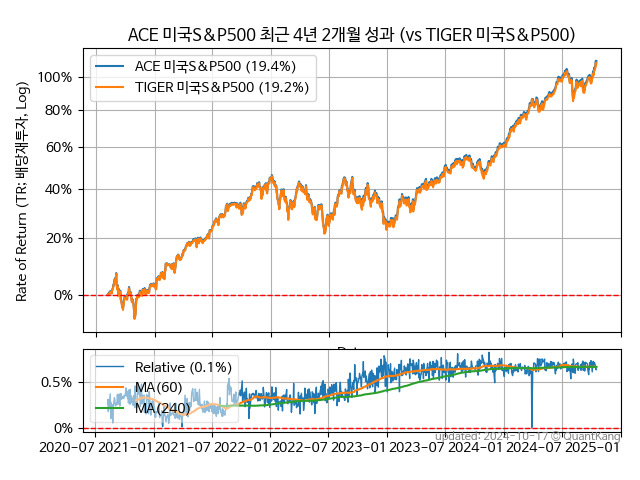 ACE 미국S&P500 최근 4년 2개월 성과 (vs TIGER 미국S&P500)
ACE 미국S&P500 (19.4%)
TIGER 미국S&P500 (19.2%)
Rate of Return (TR: 배당재투자, Log)
100%
80%
60%
40%
20%
0%
Relative (0.1%)
MA(60)
MA(240)
0.5%
0%
updated: 2024-10-17 © QuantKang
2020-07 2021-01 2021-07 2022-01 2022-07 2023-01 2023-07 2024-01 2024-07 2025-01